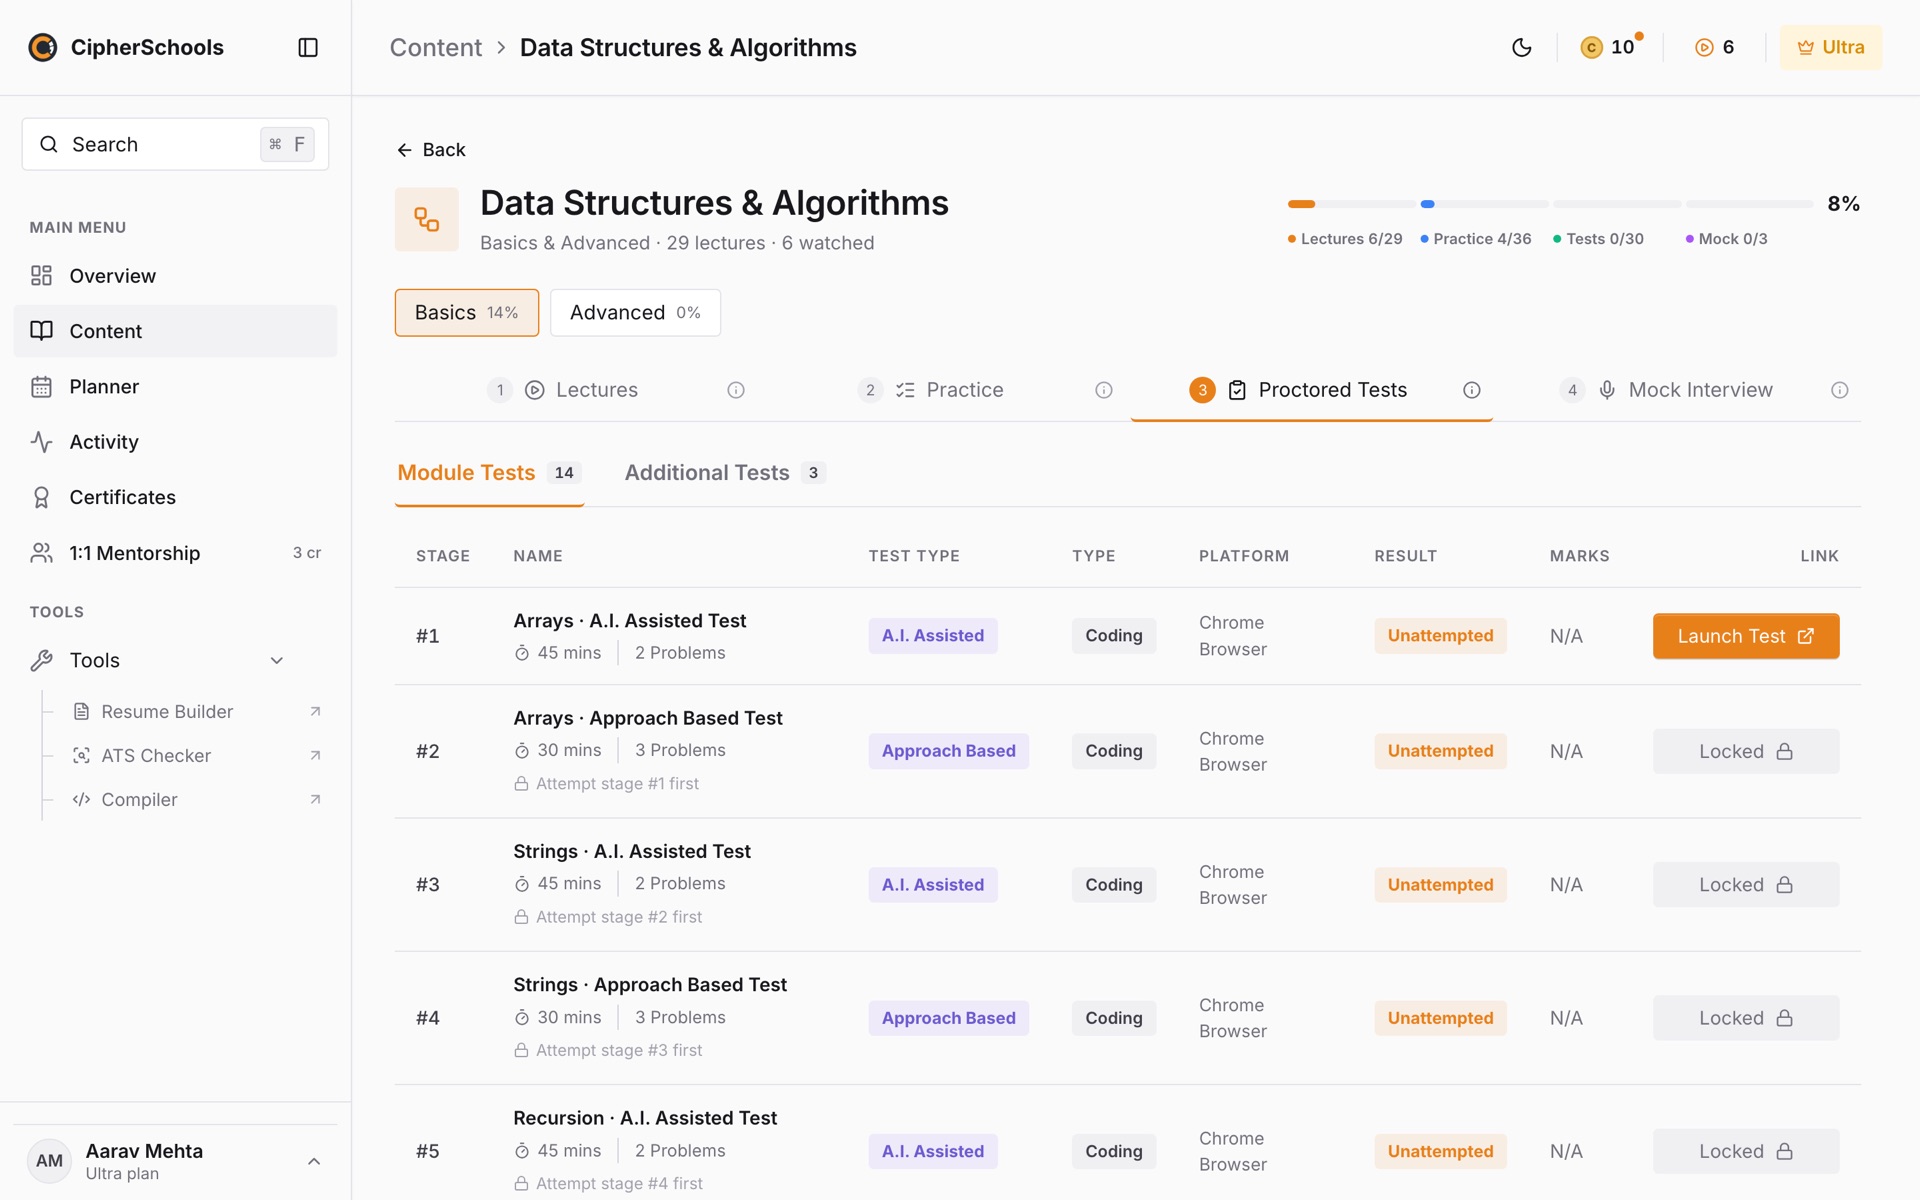 CipherSchools
Content > Data Structures & Algorithms
C 10
6
Ultra
Search
⌘ F
MAIN MENU
Overview
Content
Planner
Activity
Certificates
1:1 Mentorship 3 cr
TOOLS
Tools
Resume Builder
ATS Checker
Compiler
AM
Aarav Mehta
Ultra plan
Back
Data Structures & Algorithms
Basics & Advanced · 29 lectures · 6 watched
8%
Lectures 6/29 Practice 4/36 Tests 0/30 Mock 0/3
Basics 14% Advanced 0%
1 Lectures 2 Practice 3 Proctored Tests 4 Mock Interview
Module Tests 14 Additional Tests 3
STAGE NAME TEST TYPE TYPE PLATFORM RESULT MARKS LINK
#1
Arrays · A.I. Assisted Test
45 mins 2 Problems
A.I. Assisted
Coding
Chrome
Browser
Unattempted
N/A
Launch Test
#2
Arrays · Approach Based Test
30 mins 3 Problems
Attempt stage #1 first
Approach Based
Coding
Chrome
Browser
Unattempted
N/A
Locked
#3
Strings · A.I. Assisted Test
45 mins 2 Problems
Attempt stage #2 first
A.I. Assisted
Coding
Chrome
Browser
Unattempted
N/A
Locked
#4
Strings · Approach Based Test
30 mins 3 Problems
Attempt stage #3 first
Approach Based
Coding
Chrome
Browser
Unattempted
N/A
Locked
#5
Recursion · A.I. Assisted Test
45 mins 2 Problems
Attempt stage #4 first
A.I. Assisted
Coding
Chrome
Browser
Unattempted
N/A
Locked